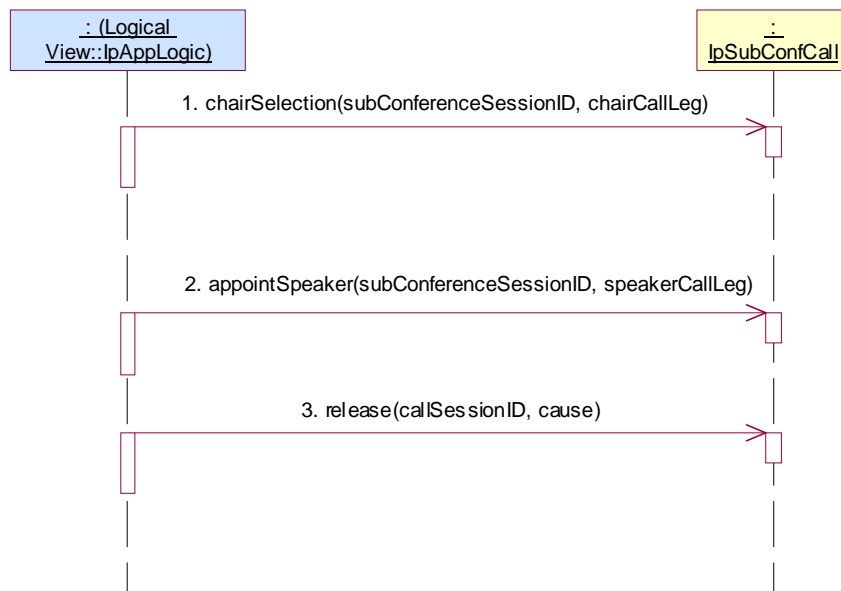 : (Logical
View::IpAppLogic)
:
IpSubConfCall
1. chairSelection(subConferenceSessionID, chairCallLeg)
2. appointSpeaker(subConferenceSessionID, speakerCallLeg)
3. release(callSessionID, cause)